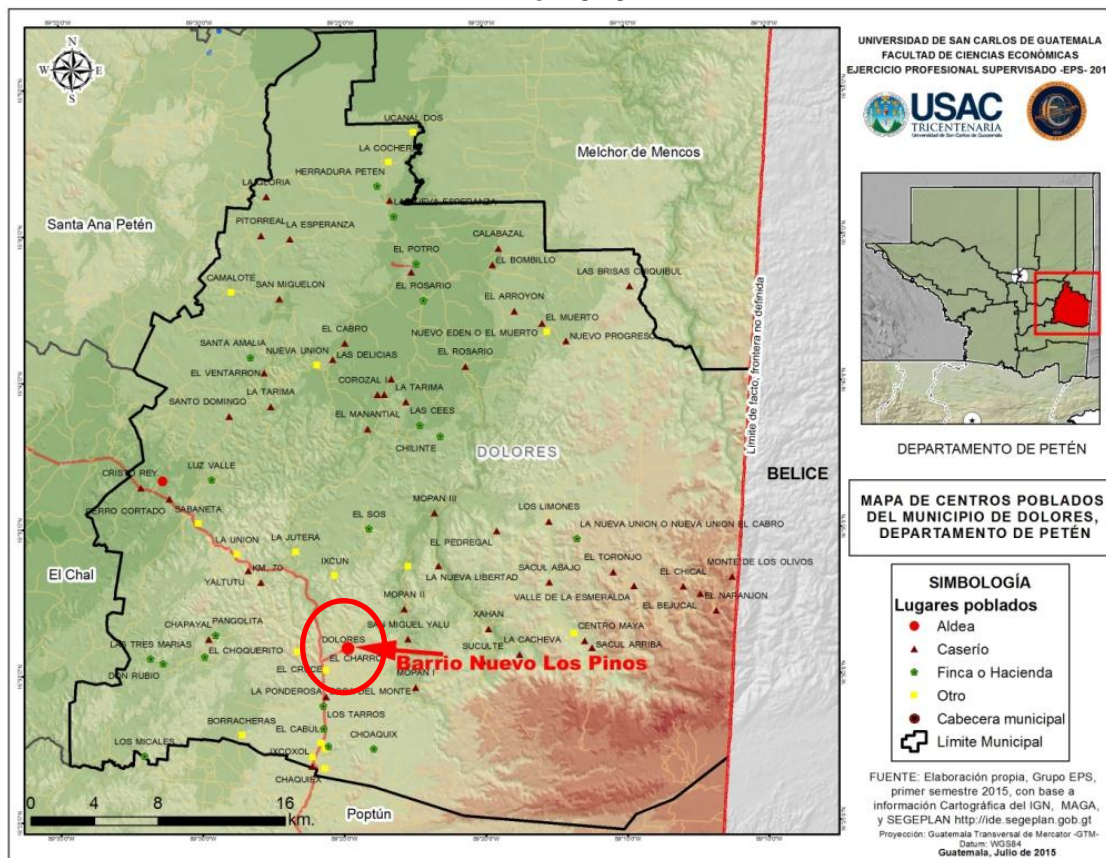 UNIVERSIDAD DE SAN CARLOS DE GUATEMALA
FACULTAD DE CIENCIAS ECONÓMICAS
EJERCICIO PROFESIONAL SUPERVISADO -EPS- 201
USAC
TRICENTENARIA
Universidad de San Carlos de Guatemala
DEPARTAMENTO DE PETÉN
MAPA DE CENTROS POBLADOS
DEL MUNICIPIO DE DOLORES,
DEPARTAMENTO DE PETÉN
SIMBOLOGÍA
Lugares poblados
Aldea
Caserío
Finca o Hacienda
Otro
Cabecera municipal
Límite Municipal
FUENTE: Elaboración propia, Grupo EPS,
primer semestre 2015, con base a
información Cartográfica del IGN, MAGA,
y SEGEPLAN http://ide.segeplan.gob.gt
Proyección: Guatemala Transversal de Mercator -GTM-
Datum: WGS84
Guatemala, Julio de 2015
N
W E
S
UCANAL DOS
LA COCHER
Melchor de Mencos
HERRADURA PETEN
LA GLORIA
LA NUEVA ESPERANZA
Santa Ana Petén
PITORREAL
LA ESPERANZA
CALABAZAL
EL POTRO
EL BOMBILLO
LAS BRISAS CHIQUIBUL
CAMALOTE
SAN MIGUELON
EL ROSARIO
EL ARROYON
EL MUERTO
EL CABRO
NUEVO EDEN O EL MUERTO
NUEVO PROGRESO
SANTA AMALIA
NUEVA UNION
LAS DELICIAS
EL ROSARIO
EL VENTARRON
COROZAL I
LA TARIMA
LA TARIMA
SANTO DOMINGO
EL MANANTIAL
LAS CEES
CHILINTE
DOLORES
Límite de facto, frontera no definida
BELICE
CRISTO REY
LUZ VALLE
CERRO CORTADO
SABANETA
MOPAN III
LOS LIMONES
EL SOS
LA NUEVA UNION O NUEVA UNION EL CABRO
LA UNION
LA JUTERA
EL PEDREGAL
El Chal
KM. 70
IXCUN
EL TORONJO
MONTE DE LOS OLIVOS
YALTUTU
LA NUEVA LIBERTAD
SACUL ABAJO
EL CHICAL
MOPAN II
VALLE DE LA ESMERALDA
EL NARANJON
EL BEJUCAL
CHAPAYAL
PANGOLITA
SAN MIGUEL YALU
XAHAN
CENTRO MAYA
LAS TRES MARIAS
EL CHOQUERITO
DOLORES
LA CACHEVA
SACUL ARRIBA
SUCULTE
EL CHARRO
Barrio Nuevo Los Pinos
DON RUBIO
EL CRUCE
MOPAN I
LA PONDEROSA
DEL MONTE
LOS TARROS
BORRACHERAS
EL CABUL
CHOAQUIX
LOS MICALES
IXCOXOL
CHAQUIEX
Poptún
0 4 8 16
km.